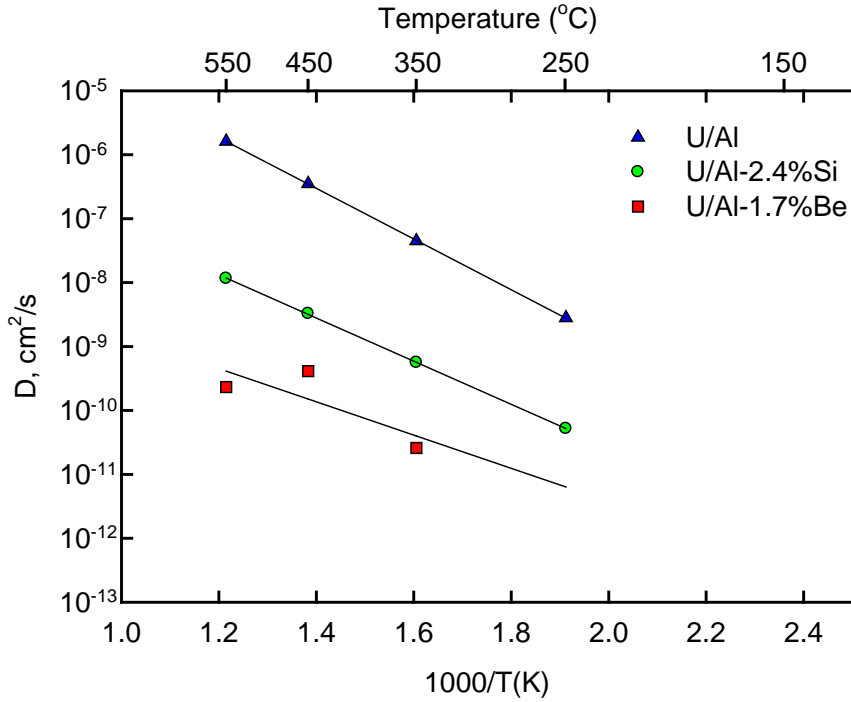 Temperature (°C)
550 450 350 250 150
10⁻⁵
10⁻⁶
10⁻⁷
10⁻⁸
10⁻⁹
10⁻¹⁰
10⁻¹¹
10⁻¹²
10⁻¹³
D, cm²/s
U/Al
U/Al-2.4%Si
U/Al-1.7%Be
1.0 1.2 1.4 1.6 1.8 2.0 2.2 2.4
1000/T(K)